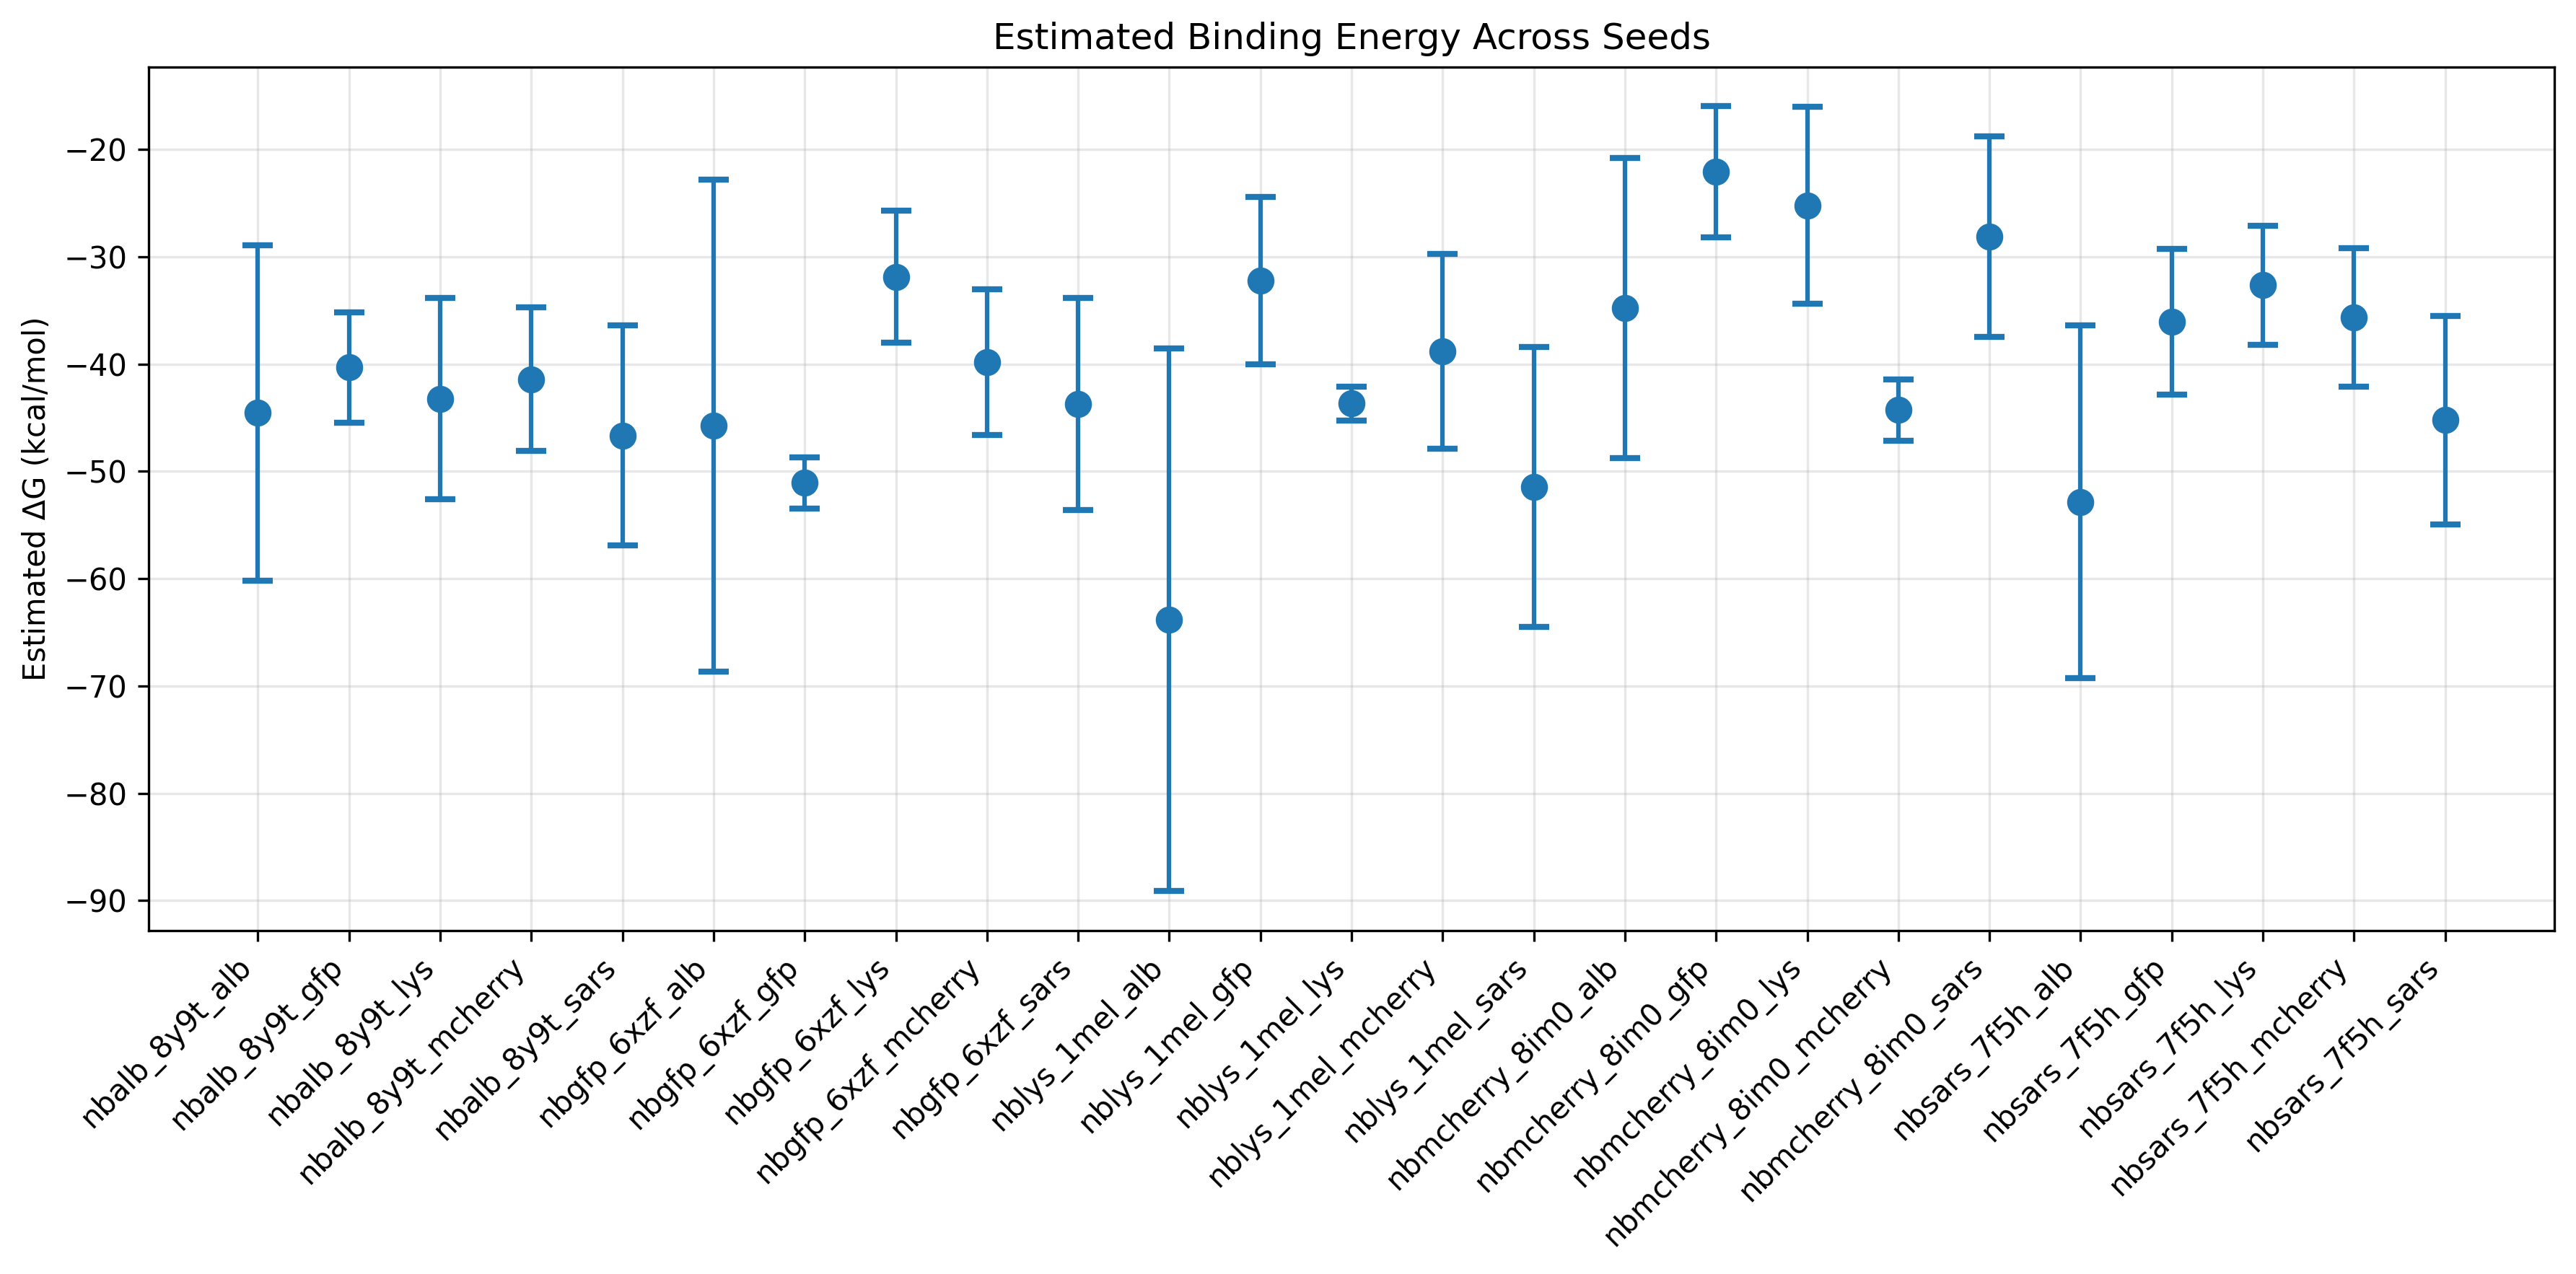 Estimated Binding Energy Across Seeds
Estimated ΔG (kcal/mol)
−20
−30
−40
−50
−60
−70
−80
−90
nbalb_8y9t_alb
nbalb_8y9t_gfp
nbalb_8y9t_lys
nbalb_8y9t_mcherry
nbalb_8y9t_sars
nbgfp_6xzf_alb
nbgfp_6xzf_gfp
nbgfp_6xzf_lys
nbgfp_6xzf_mcherry
nbgfp_6xzf_sars
nblys_1mel_alb
nblys_1mel_gfp
nblys_1mel_lys
nblys_1mel_mcherry
nblys_1mel_sars
nbmcherry_8im0_alb
nbmcherry_8im0_gfp
nbmcherry_8im0_lys
nbmcherry_8im0_mcherry
nbmcherry_8im0_sars
nbsars_7f5h_alb
nbsars_7f5h_gfp
nbsars_7f5h_lys
nbsars_7f5h_mcherry
nbsars_7f5h_sars